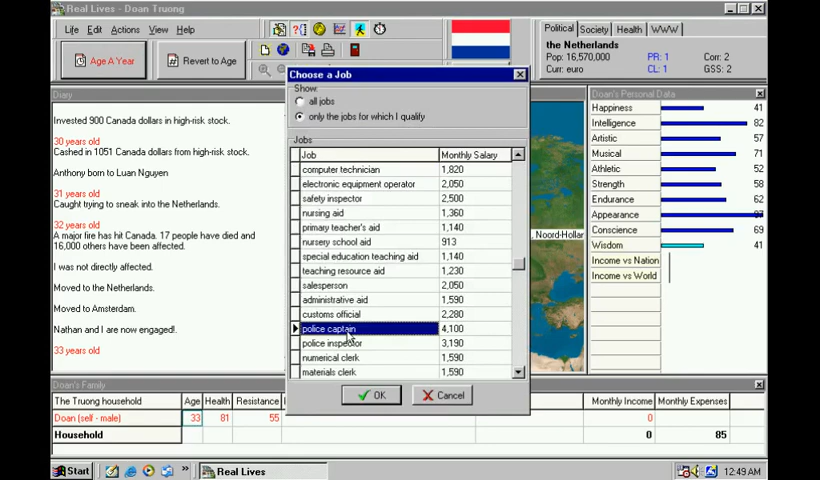 Real Lives - Doan Truong
Life Edit Actions View Help
Age A Year
Revert to Age
Political Society Health WWW
the Netherlands
Pop: 16,570,000 PR: 1 Corr: 2
Curr: euro CL: 1 GSS: 2
Diary
Invested 900 Canada dollars in high-risk stock.
30 years old
Cashed in 1051 Canada dollars from high-risk stock.
Anthony born to Luan Nguyen
31 years old
Caught trying to sneak into the Netherlands.
32 years old
A major fire has hit Canada. 17 people have died and
16,000 others have been affected.
I was not directly affected.
Moved to the Netherlands.
Moved to Amsterdam.
Nathan and I are now engaged!.
33 years old
Choose a Job
Show:
all jobs
only the jobs for which I qualify
Jobs
Job Monthly Salary
computer technician 1,820
electronic equipment operator 2,050
safety inspector 2,500
nursing aid 1,360
primary teacher's aid 1,140
nursery school aid 913
special education teaching aid 1,140
teaching resource aid 1,230
salesperson 2,050
administrative aid 1,590
customs official 2,280
police captain 4,100
police inspector 3,190
numerical clerk 1,590
materials clerk 1,590
OK Cancel
, Noord-Hollan
Doan's Personal Data
Happiness 41
Intelligence 82
Artistic 57
Musical 71
Athletic 52
Strength 58
Endurance 62
Appearance 97
Conscience 69
Wisdom 41
Income vs Nation
Income vs World
Doan's Family
The Truong household Age Health Resistance Monthly Income Monthly Expenses
Doan (self - male) 33 81 55 0
Household 0 85
Start
Real Lives
12:49 AM